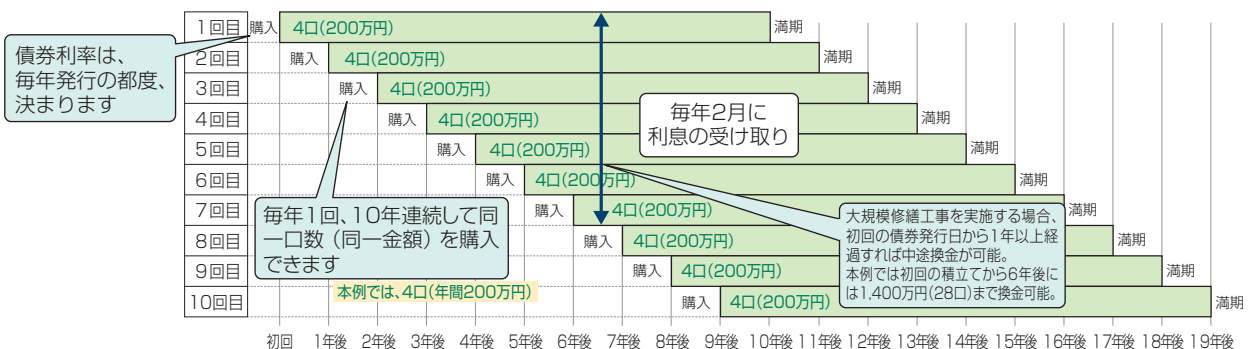 債券利率は、
毎年発行の都度、
決まります
1回目 購入 4口(200万円) 満期
2回目 購入 4口(200万円) 満期
3回目 購入 4口(200万円) 満期
4回目 購入 4口(200万円) 満期
5回目 購入 4口(200万円) 満期
6回目 購入 4口(200万円) 満期
7回目 購入 4口(200万円) 満期
8回目 購入 4口(200万円) 満期
9回目 購入 4口(200万円) 満期
10回目 購入 4口(200万円) 満期
毎年2月に
利息の受け取り
毎年1回、10年連続して同
一口数（同一金額）を購入
できます
本例では、4口(年間200万円)
大規模修繕工事を実施する場合、
初回の債券発行日から1年以上経
過すれば中途換金が可能。
本例では初回の積立てから6年後に
は1,400万円(28口)まで換金可能。
初回 1年後 2年後 3年後 4年後 5年後 6年後 7年後 8年後 9年後 10年後 11年後 12年後 13年後 14年後 15年後 16年後 17年後 18年後 19年後